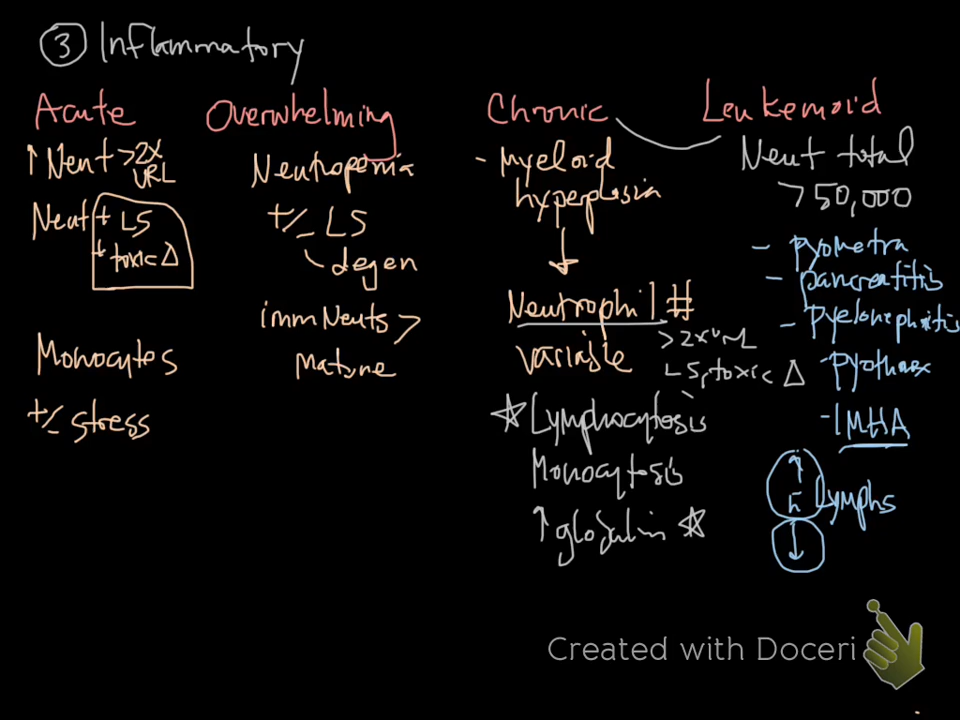 ③ Inflammatory
Acute
↑ Neut >2X
URL
Neut + LS
+ toxic Δ
Monocytes
+/- stress
Overwhelming
Neutropenia
+/- LS
degen
imm Neuts >
mature
Chronic
- myeloid
hyperplasia
↓
Neutrophil #
variable
>2x URL
LS, toxic Δ
☆ Lymphocytosis
Monocytosis
↑ globulin ☆
Leukemoid
Neut total
>50,000
- pyometra
- pancreatitis
- pyelonephritis
- pyothorax
- IMHA
↑
Lymphs
↓
Created with Doceri